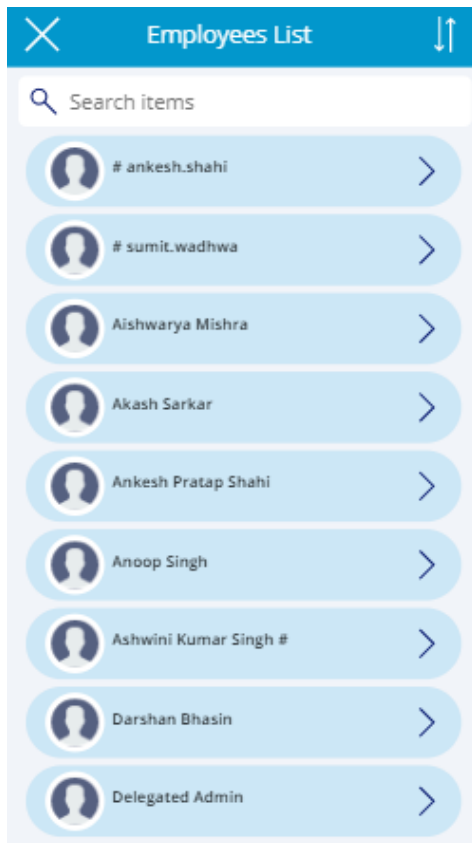 Employees List
Search items
# ankesh.shahi
# sumit.wadhwa
Aishwarya Mishra
Akash Sarkar
Ankesh Pratap Shahi
Anoop Singh
Ashwini Kumar Singh #
Darshan Bhasin
Delegated Admin